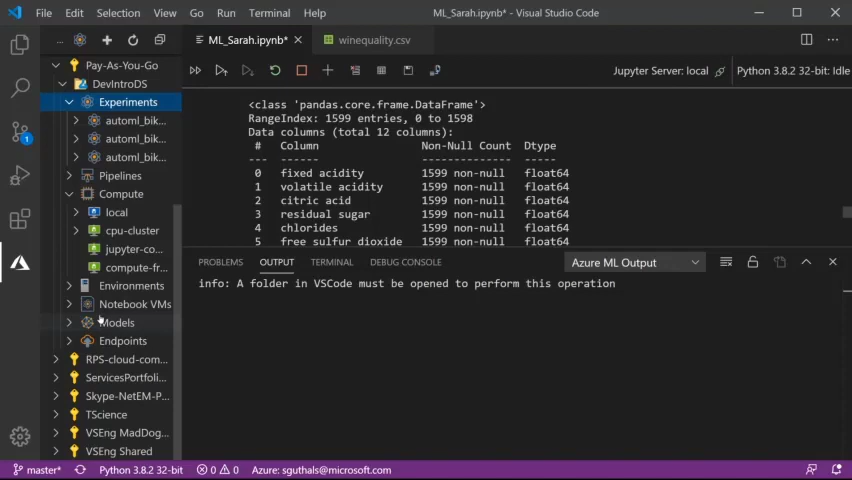 File Edit Selection View Go Run Terminal Help ML_Sarah.ipynb* - Visual Studio Code
...
ML_Sarah.ipynb*
winequality.csv
Jupyter Server: local
Python 3.8.2 32-bit: Idle
Pay-As-You-Go
DevIntroDS
Experiments
automl_bik...
automl_bik...
automl_bik...
Pipelines
Compute
local
cpu-cluster
jupyter-co...
compute-fr...
Environments
Notebook VMs
Models
Endpoints
RPS-cloud-com...
ServicesPortfoli...
Skype-NetEM-P...
TScience
VSEng MadDog...
VSEng Shared
<class 'pandas.core.frame.DataFrame'>
RangeIndex: 1599 entries, 0 to 1598
Data columns (total 12 columns):
# Column Non-Null Count Dtype
--- ------ -------------- -----
0 fixed acidity 1599 non-null float64
1 volatile acidity 1599 non-null float64
2 citric acid 1599 non-null float64
3 residual sugar 1599 non-null float64
4 chlorides 1599 non-null float64
5 free sulfur dioxide 1599 non-null float64
PROBLEMS OUTPUT TERMINAL DEBUG CONSOLE Azure ML Output
info: A folder in VSCode must be opened to perform this operation
1
master* Python 3.8.2 32-bit 0 0 Azure: sguthals@microsoft.com